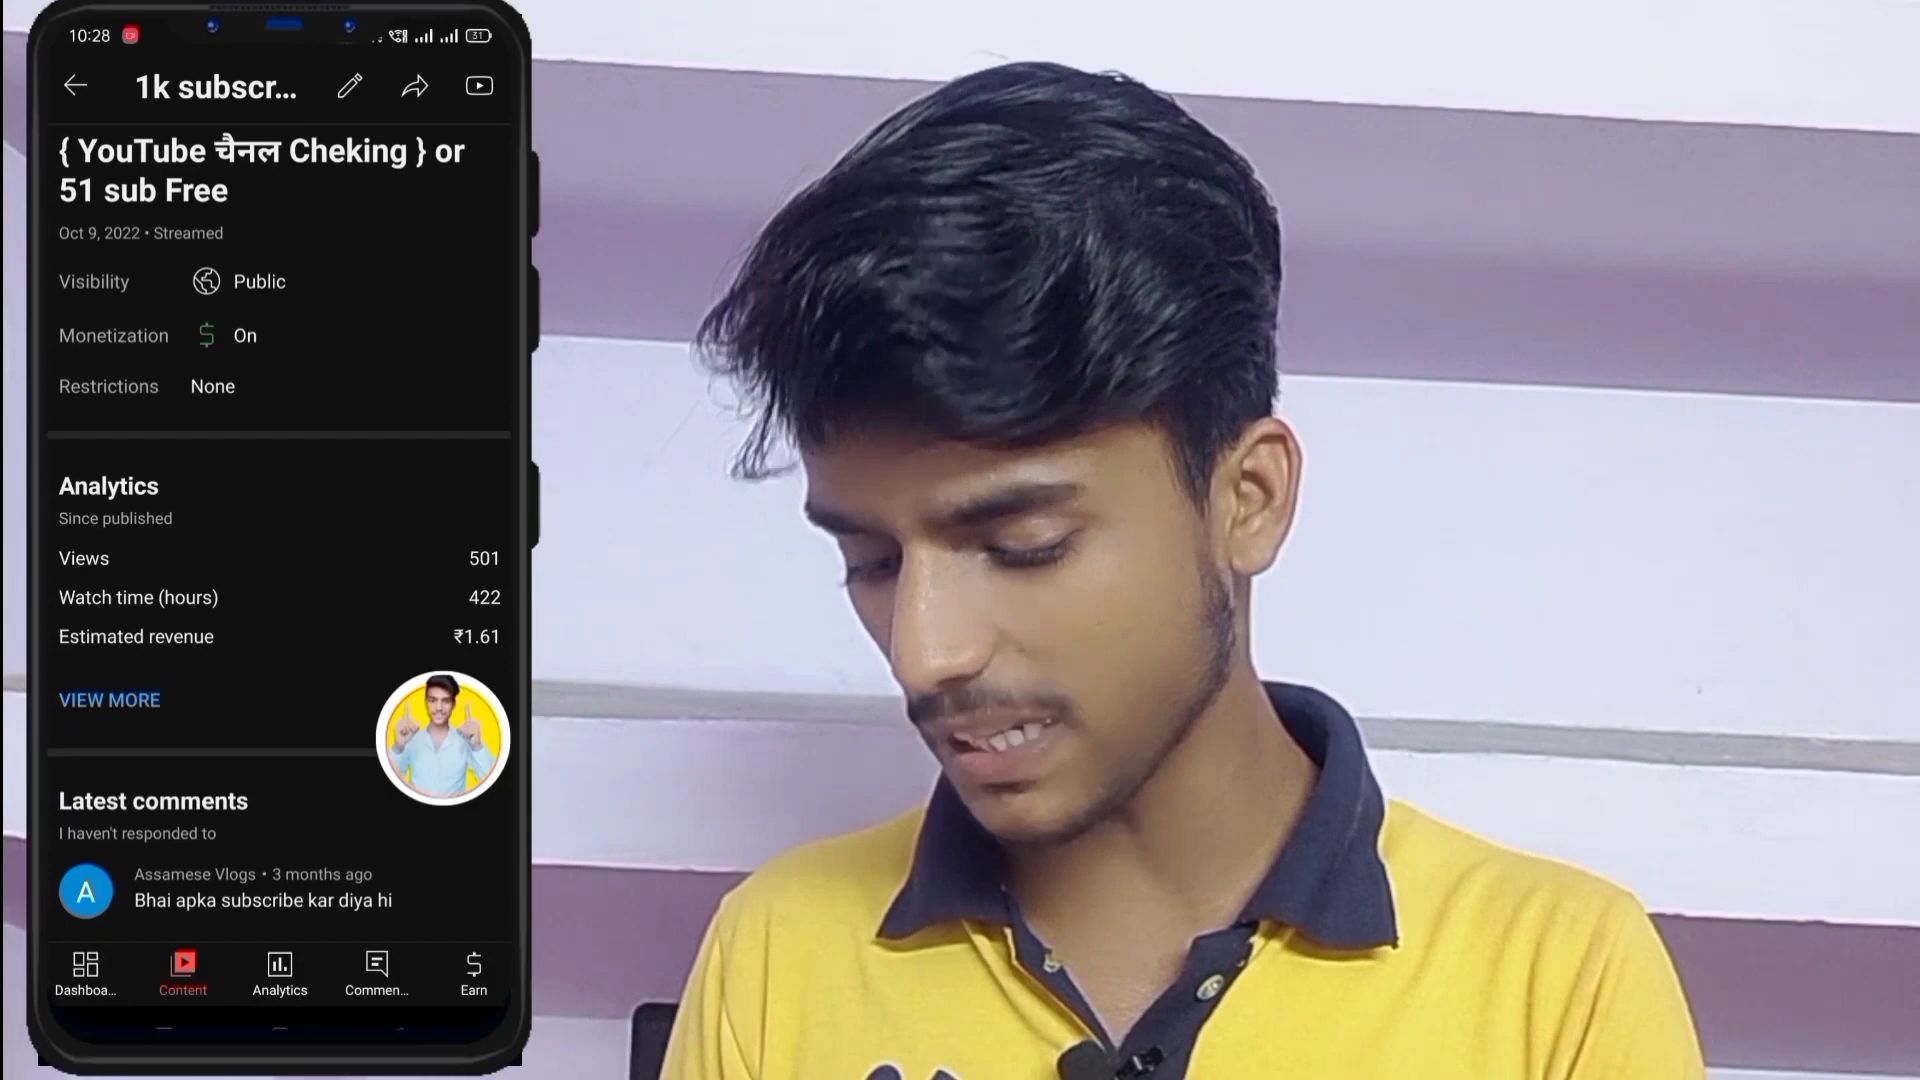 10:28
31
1k subscr...
{ YouTube चैनल Cheking } or
51 sub Free
Oct 9, 2022 • Streamed
Visibility Public
Monetization On
Restrictions None
Analytics
Since published
Views 501
Watch time (hours) 422
Estimated revenue ₹1.61
VIEW MORE
Latest comments
I haven't responded to
A
Assamese Vlogs • 3 months ago
Bhai apka subscribe kar diya hi
Dashboa... Content Analytics Commen... Earn